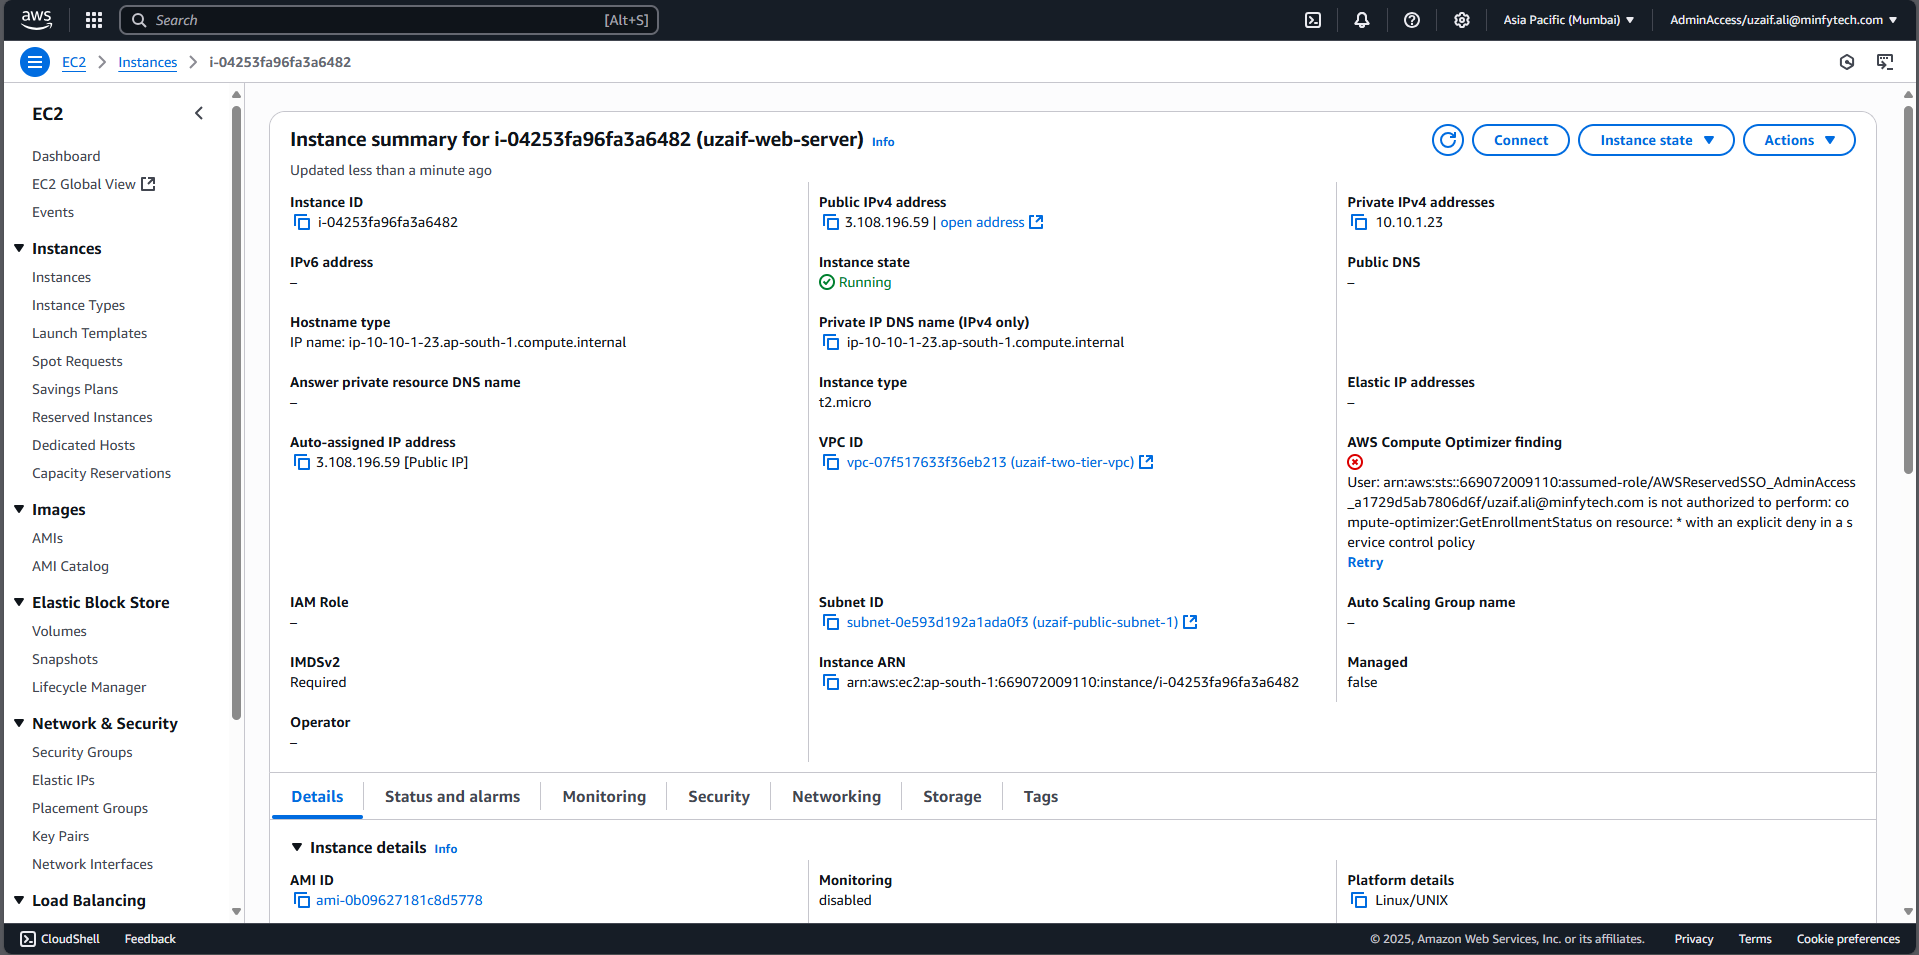 aws
Search [Alt+S]
Asia Pacific (Mumbai)
AdminAccess/uzaif.ali@minfytech.com
EC2
Instances
i-04253fa96fa3a6482
EC2
Dashboard
EC2 Global View
Events
Instances
Instances
Instance Types
Launch Templates
Spot Requests
Savings Plans
Reserved Instances
Dedicated Hosts
Capacity Reservations
Images
AMIs
AMI Catalog
Elastic Block Store
Volumes
Snapshots
Lifecycle Manager
Network & Security
Security Groups
Elastic IPs
Placement Groups
Key Pairs
Network Interfaces
Load Balancing
Instance summary for i-04253fa96fa3a6482 (uzaif-web-server) Info
Updated less than a minute ago
Connect
Instance state
Actions
Instance ID
i-04253fa96fa3a6482
Public IPv4 address
3.108.196.59 | open address
Private IPv4 addresses
10.10.1.23
IPv6 address
–
Instance state
Running
Public DNS
–
Hostname type
IP name: ip-10-10-1-23.ap-south-1.compute.internal
Private IP DNS name (IPv4 only)
ip-10-10-1-23.ap-south-1.compute.internal
Answer private resource DNS name
–
Instance type
t2.micro
Elastic IP addresses
–
Auto-assigned IP address
3.108.196.59 [Public IP]
VPC ID
vpc-07f517633f36eb213 (uzaif-two-tier-vpc)
AWS Compute Optimizer finding
User: arn:aws:sts::669072009110:assumed-role/AWSReservedSSO_AdminAccess
_a1729d5ab7806d6f/uzaif.ali@minfytech.com is not authorized to perform: co
mpute-optimizer:GetEnrollmentStatus on resource: * with an explicit deny in a s
ervice control policy
Retry
IAM Role
–
Subnet ID
subnet-0e593d192a1ada0f3 (uzaif-public-subnet-1)
Auto Scaling Group name
–
IMDSv2
Required
Instance ARN
arn:aws:ec2:ap-south-1:669072009110:instance/i-04253fa96fa3a6482
Managed
false
Operator
–
Details
Status and alarms
Monitoring
Security
Networking
Storage
Tags
Instance details Info
AMI ID
ami-0b09627181c8d5778
Monitoring
disabled
Platform details
Linux/UNIX
CloudShell
Feedback
© 2025, Amazon Web Services, Inc. or its affiliates.
Privacy
Terms
Cookie preferences